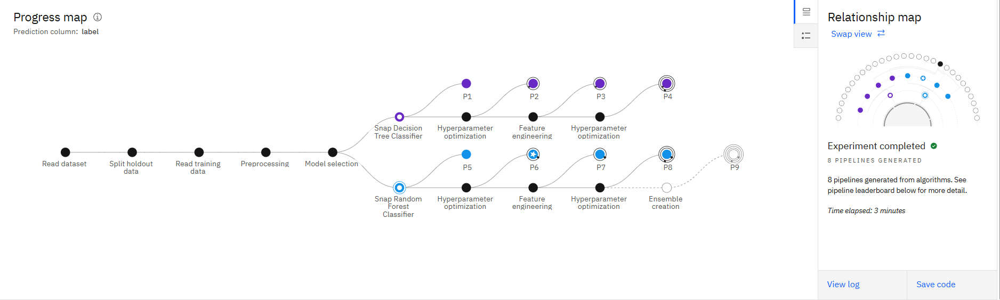 Progress map
Prediction column: label
P1
P2
P3
P4
Snap Decision
Tree Classifier
Hyperparameter
optimization
Feature
engineering
Hyperparameter
optimization
Read dataset
Split holdout
data
Read training
data
Preprocessing
Model selection
P5
P6
P7
P8
P9
Snap Random
Forest
Classifier
Hyperparameter
optimization
Feature
engineering
Hyperparameter
optimization
Ensemble
creation
Relationship map
Swap view
Experiment completed
8 PIPELINES GENERATED
8 pipelines generated from algorithms. See
pipeline leaderboard below for more detail.
Time elapsed: 3 minutes
View log
Save code